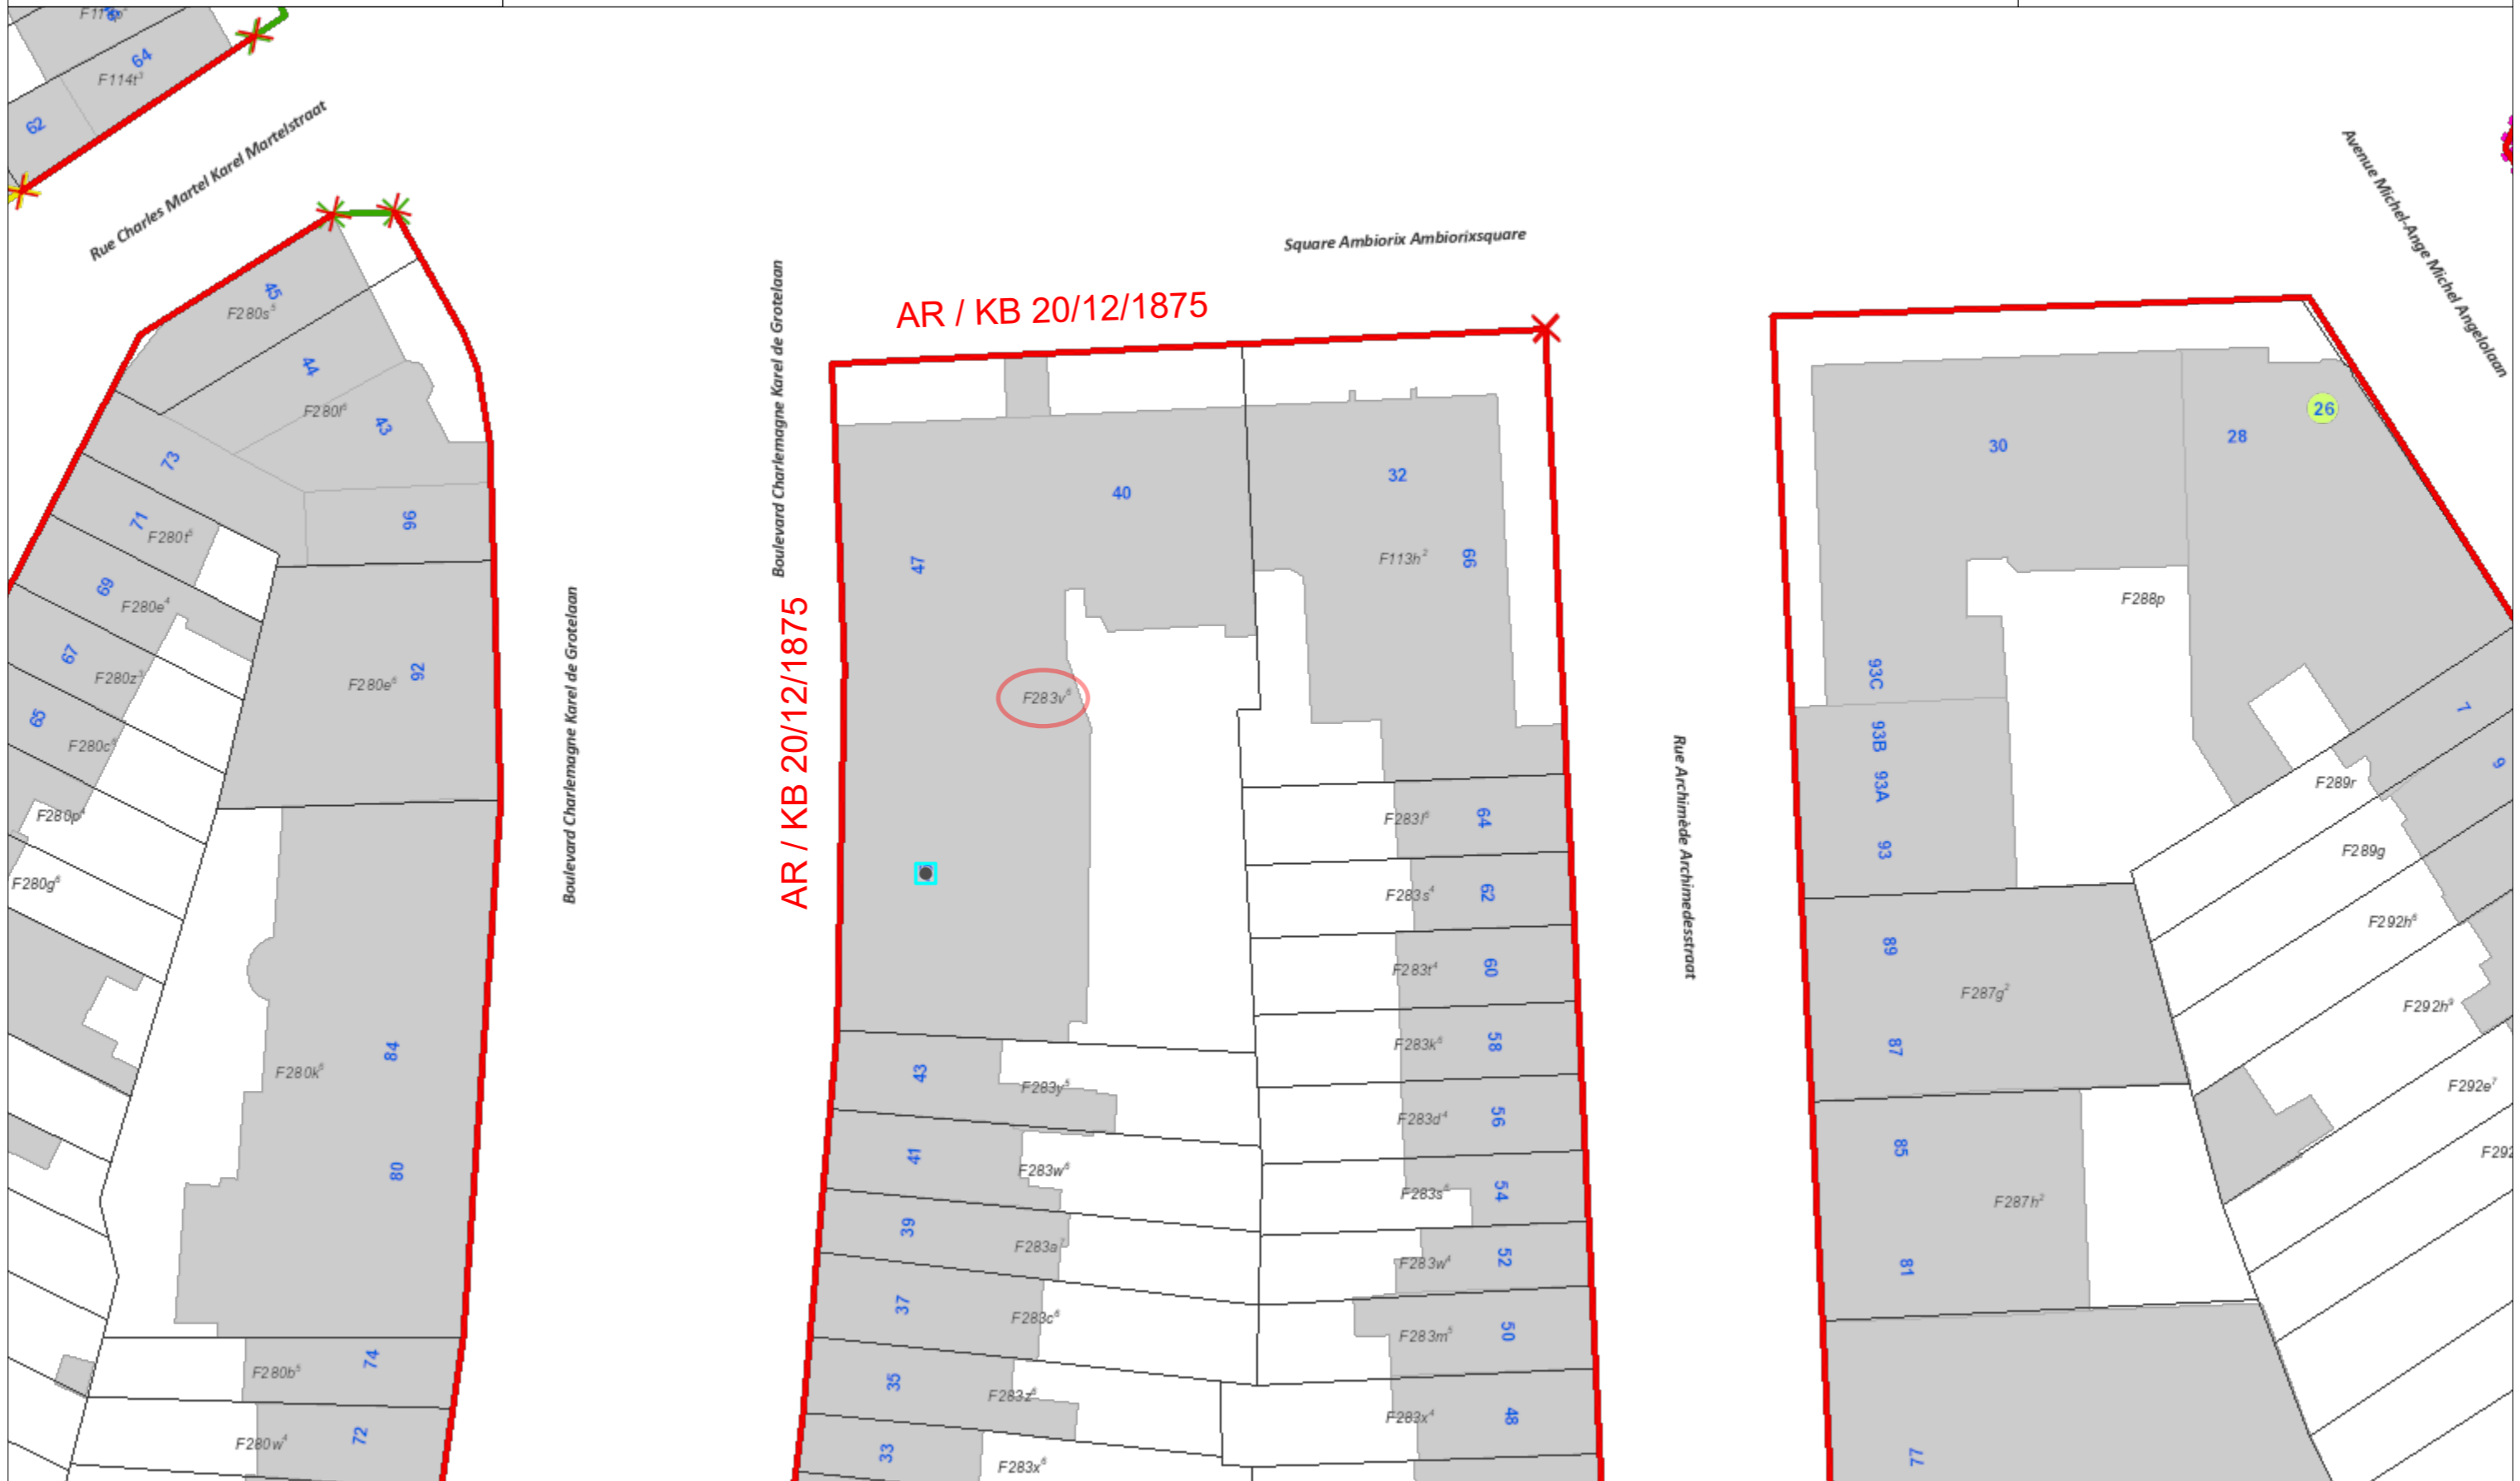 64
F114t³
62
Rue Charles Martel Karel Martelstraat
Avenue Michel-Ange Michel Angelolaan
Square Ambiorix Ambiorixsquare
AR / KB 20/12/1875
Boulevard Charlemagne Karel de Grotelaan
45
F280s⁵
44
F280l⁶
43
73
96
71
F280t⁵
69
F280e⁴
67
F280z³
65
F280c⁵
F280p⁴
F280g⁶
F280e⁶
92
Boulevard Charlemagne Karel de Grotelaan
AR / KB 20/12/1875
84
F280k⁶
80
F280b⁵
74
F280w⁴
72
40
47
F283v⁶
32
F113h²
66
F283l⁶
64
F283s⁴
62
F283t⁴
60
F283k⁶
58
F283d⁴
56
F283s⁶
54
F283w⁴
52
F283m⁵
50
F283x⁴
48
43
F283y⁵
41
F283w⁶
39
F283a⁷
37
F283c⁶
35
F283z⁶
33
F283x⁶
Rue Archimède Archimedesstraat
30
28
26
F288p
93C
93B
93A
93
89
F287g²
87
85
F287h²
81
77
7
9
F289r
F289g
F292h⁶
F292h⁹
F292e⁷
F292